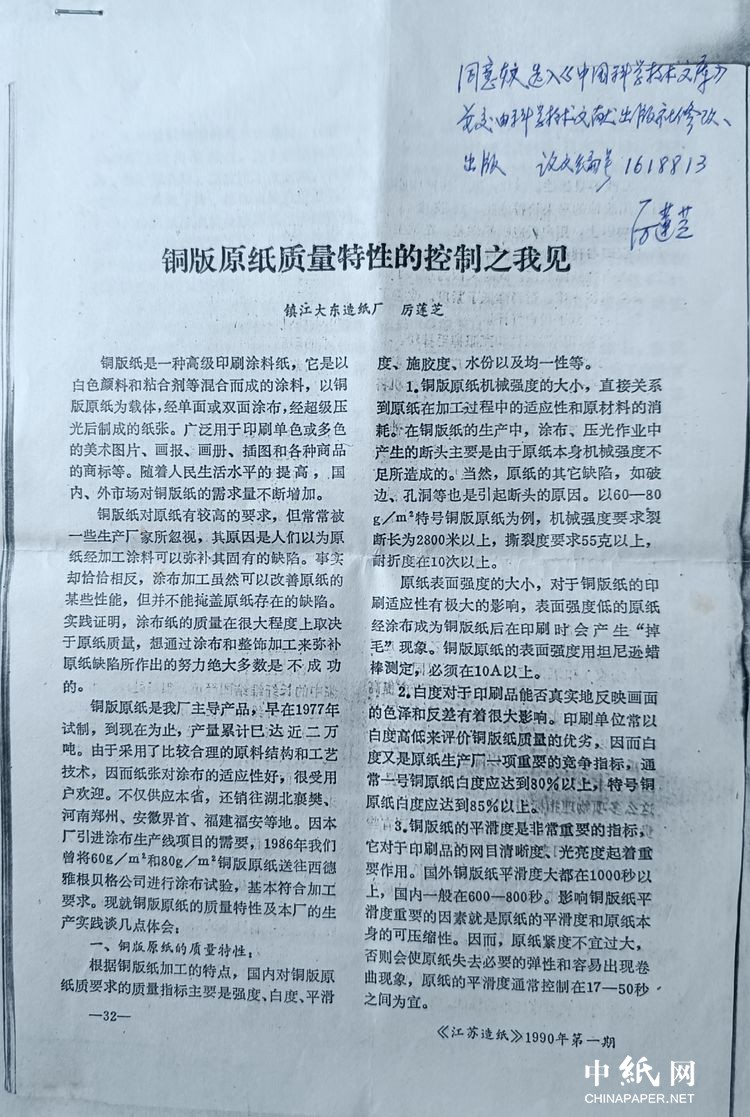 同意该文选入《中国科学技术文库》
并交由科学技术文献出版社修改、
出版 论文编号1618813
厉莲芝
铜版原纸质量特性的控制之我见
镇江大东造纸厂 厉莲芝
铜版纸是一种高级印刷涂料纸，它是以
白色颜料和粘合剂等混合而成的涂料，以铜
版原纸为载体，经单面或双面涂布，经超级压
光后制成的纸张。广泛用于印刷单色或多色
的美术图片、画报、画册、插图和各种商品
的商标等。随着人民生活水平的提高，国
内、外市场对铜版纸的需求量不断增加。
铜版纸对原纸有较高的要求，但常常被
一些生产厂家所忽视，其原因是人们以为原
纸经加工涂料可以弥补其固有的缺陷。事实
却恰恰相反，涂布加工虽然可以改善原纸的
某些性能，但并不能掩盖原纸存在的缺陷。
实践证明，涂布纸的质量在很大程度上取决
于原纸质量，想通过涂布和整饰加工来弥补
原纸缺陷所作出的努力绝大多数是不成功
的。
铜版原纸是我厂主导产品，早在1977年
试制，到现在为止，产量累计已达近二万
吨。由于采用了比较合理的原料结构和工艺
技术，因而纸张对涂布的适应性好，很受用
户欢迎。不仅供应本省，还销往湖北襄樊、
河南郑州、安徽界首、福建福安等地。因本
厂引进涂布生产线项目的需要，1986年我们
曾将60g／m²和80g／m²铜版原纸送往西德
雅根贝格公司进行涂布试验，基本符合加工
要求。现就铜版原纸的质量特性及本厂的生
产实践谈几点体会：
一、铜版原纸的质量特性：
根据铜版纸加工的特点，国内对铜版原
纸质要求的质量指标主要是强度、白度、平滑
—32—
度、施胶度、水份以及均一性等。
1.铜版原纸机械强度的大小，直接关系
到原纸在加工过程中的适应性和原材料的消
耗。在铜版纸的生产中，涂布、压光作业中
产生的断头主要是由于原纸本身机械强度不
足所造成的。当然，原纸的其它缺陷，如破
边、孔洞等也是引起断头的原因。以60—80
g／m²特号铜版原纸为例，机械强度要求裂
断长为2800米以上，撕裂度要求55克以上，
耐折度在10次以上。
原纸表面强度的大小，对于铜版纸的印
刷适应性有极大的影响，表面强度低的原纸
经涂布成为铜版纸后在印刷时会产生“掉
毛”现象。铜版原纸的表面强度用坦尼逊蜡
棒测定，必须在10A以上。
2.白度对于印刷品能否真实地反映画面
的色泽和反差有着很大影响。印刷单位常以
白度高低来评价铜版纸质量的优劣，因而白
度又是原纸生产厂一项重要的竞争指标，通
常一号铜原纸白度应达到80%以上，特号铜
原纸白度应达到85%以上。
3.铜版纸的平滑度是非常重要的指标，
它对于印刷品的网目清晰度、光亮度起着重
要作用。国外铜版纸平滑度大都在1000秒以
上，国内一般在600—800秒。影响铜版纸平
滑度重要的因素就是原纸的平滑度和原纸本
身的可压缩性。因而，原纸紧度不宜过大，
否则会使原纸失去必要的弹性和容易出现卷
曲现象，原纸的平滑度通常控制在17—50秒
之间为宜。
《江苏造纸》1990年第一期
中紙网
CHINAPAPER.NET